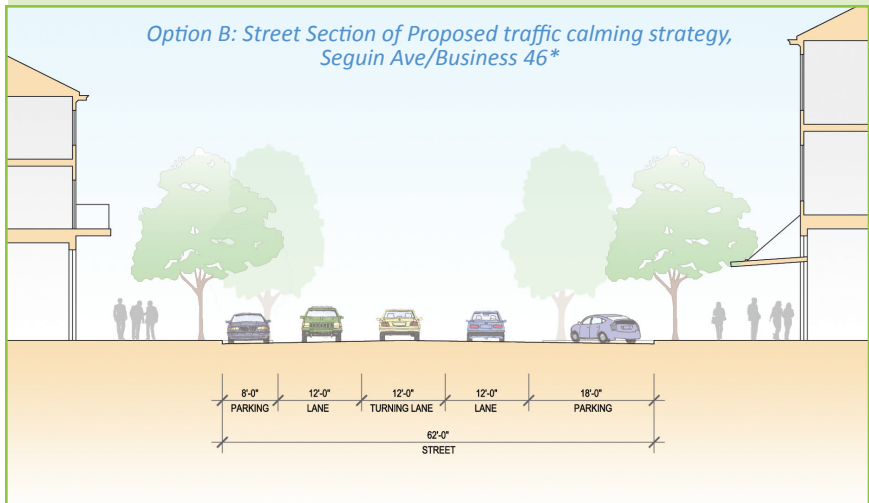 Option B: Street Section of Proposed traffic calming strategy,
Seguin Ave/Business 46*
8'-0" 12'-0" 12'-0" 12'-0" 18'-0"
PARKING LANE TURNING LANE LANE PARKING
62'-0"
STREET